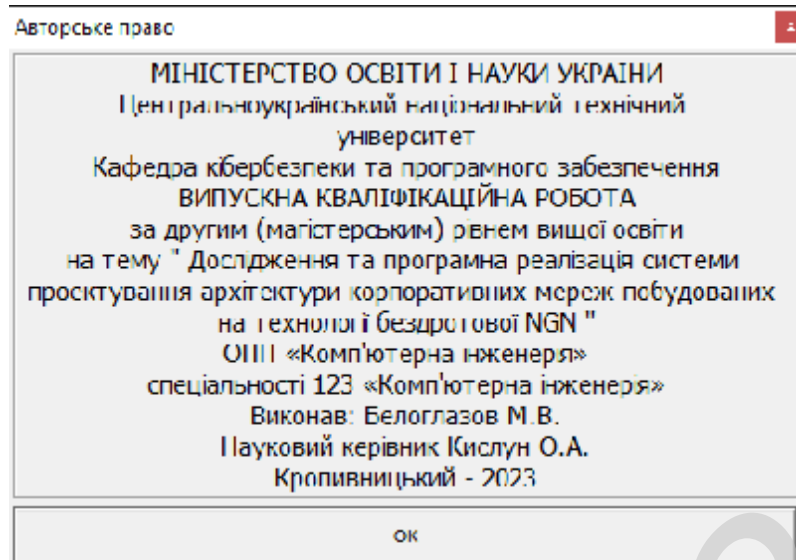 Авторське право
МІНІСТЕРСТВО ОСВІТИ І НАУКИ УКРАЇНИ
Центральноукраїнський національний технічний
університет
Кафедра кібербезпеки та програмного забезпечення
ВИПУСКНА КВАЛІФІКАЦІЙНА РОБОТА
за другим (магістерським) рівнем вищої освіти
на тему " Дослідження та програмна реалізація системи
проєктування архітектури корпоративних мереж побудованих
на технології бездротової NGN "
ОПП «Комп'ютерна інженерія»
спеціальності 123 «Комп'ютерна інженерія»
Виконав: Белоглазов М.В.
Науковий керівник Кислун О.А.
Кропивницький - 2023
ОК